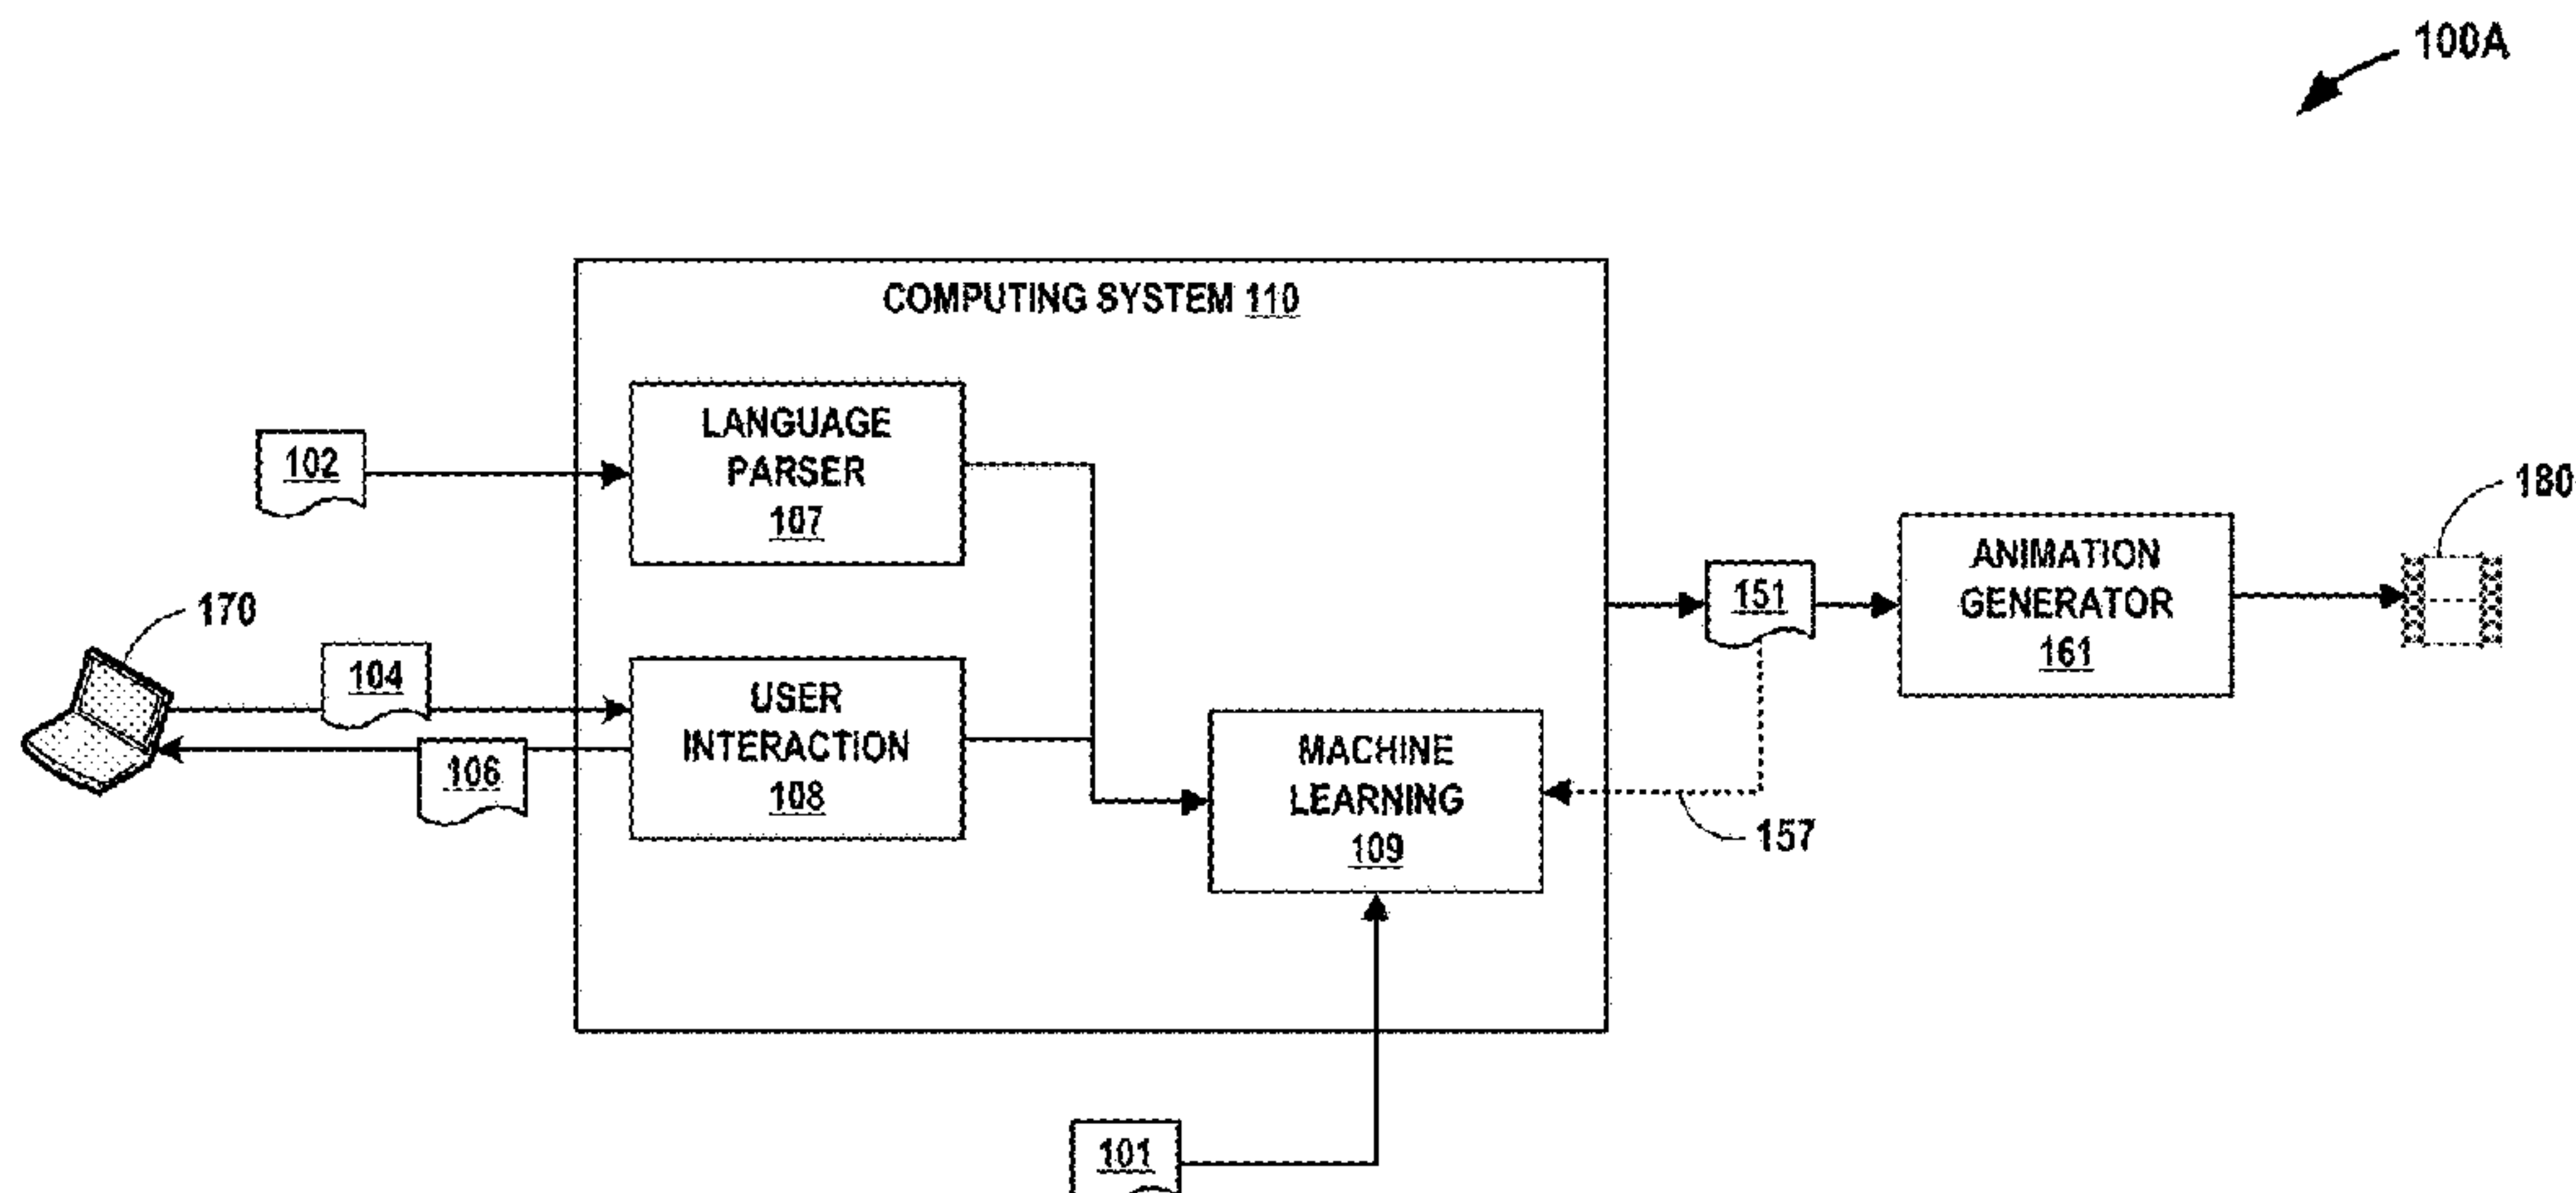 100A
COMPUTING SYSTEM 110
LANGUAGE
PARSER
107
102
180
ANIMATION
GENERATOR
161
151
170
104
USER
INTERACTION
108
106
MACHINE
LEARNING
109
157
101